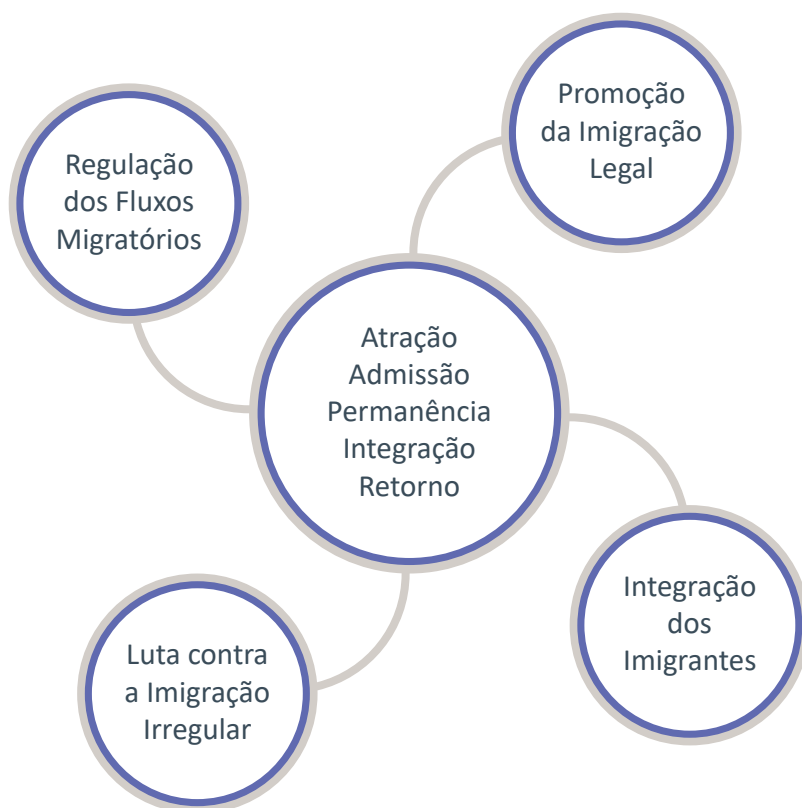 Promoção
da Imigração
Legal
Regulação
dos Fluxos
Migratórios
Atração
Admissão
Permanência
Integração
Retorno
Integração
dos
Imigrantes
Luta contra
a Imigração
Irregular